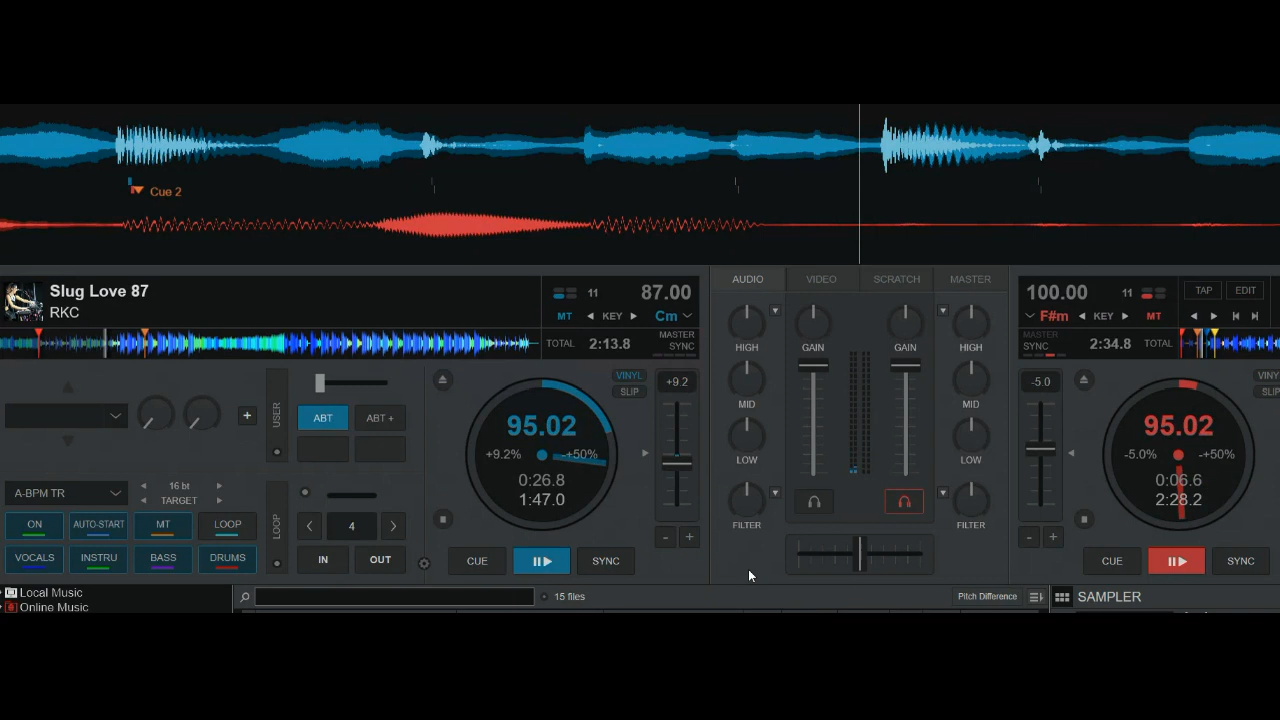 Cue 2
Slug Love 87
RKC
11
87.00
MT
KEY
Cm
TOTAL
2:13.8
MASTER
SYNC
AUDIO
VIDEO
SCRATCH
MASTER
HIGH
GAIN
GAIN
HIGH
MID
MID
LOW
LOW
FILTER
FILTER
100.00
11
TAP
EDIT
F#m
KEY
MT
MASTER
SYNC
2:34.8
TOTAL
USER
ABT
ABT +
A-BPM TR
16 bt
TARGET
ON
AUTO-START
MT
LOOP
VOCALS
INSTRU
BASS
DRUMS
LOOP
4
IN
OUT
VINYL
SLIP
+9.2
95.02
+9.2%
+50%
0:26.8
1:47.0
- +
CUE
SYNC
-5.0
95.02
-5.0%
+50%
0:06.6
2:28.2
VINY
SLIP
- +
CUE
SYNC
Local Music
Online Music
15 files
Pitch Difference
SAMPLER